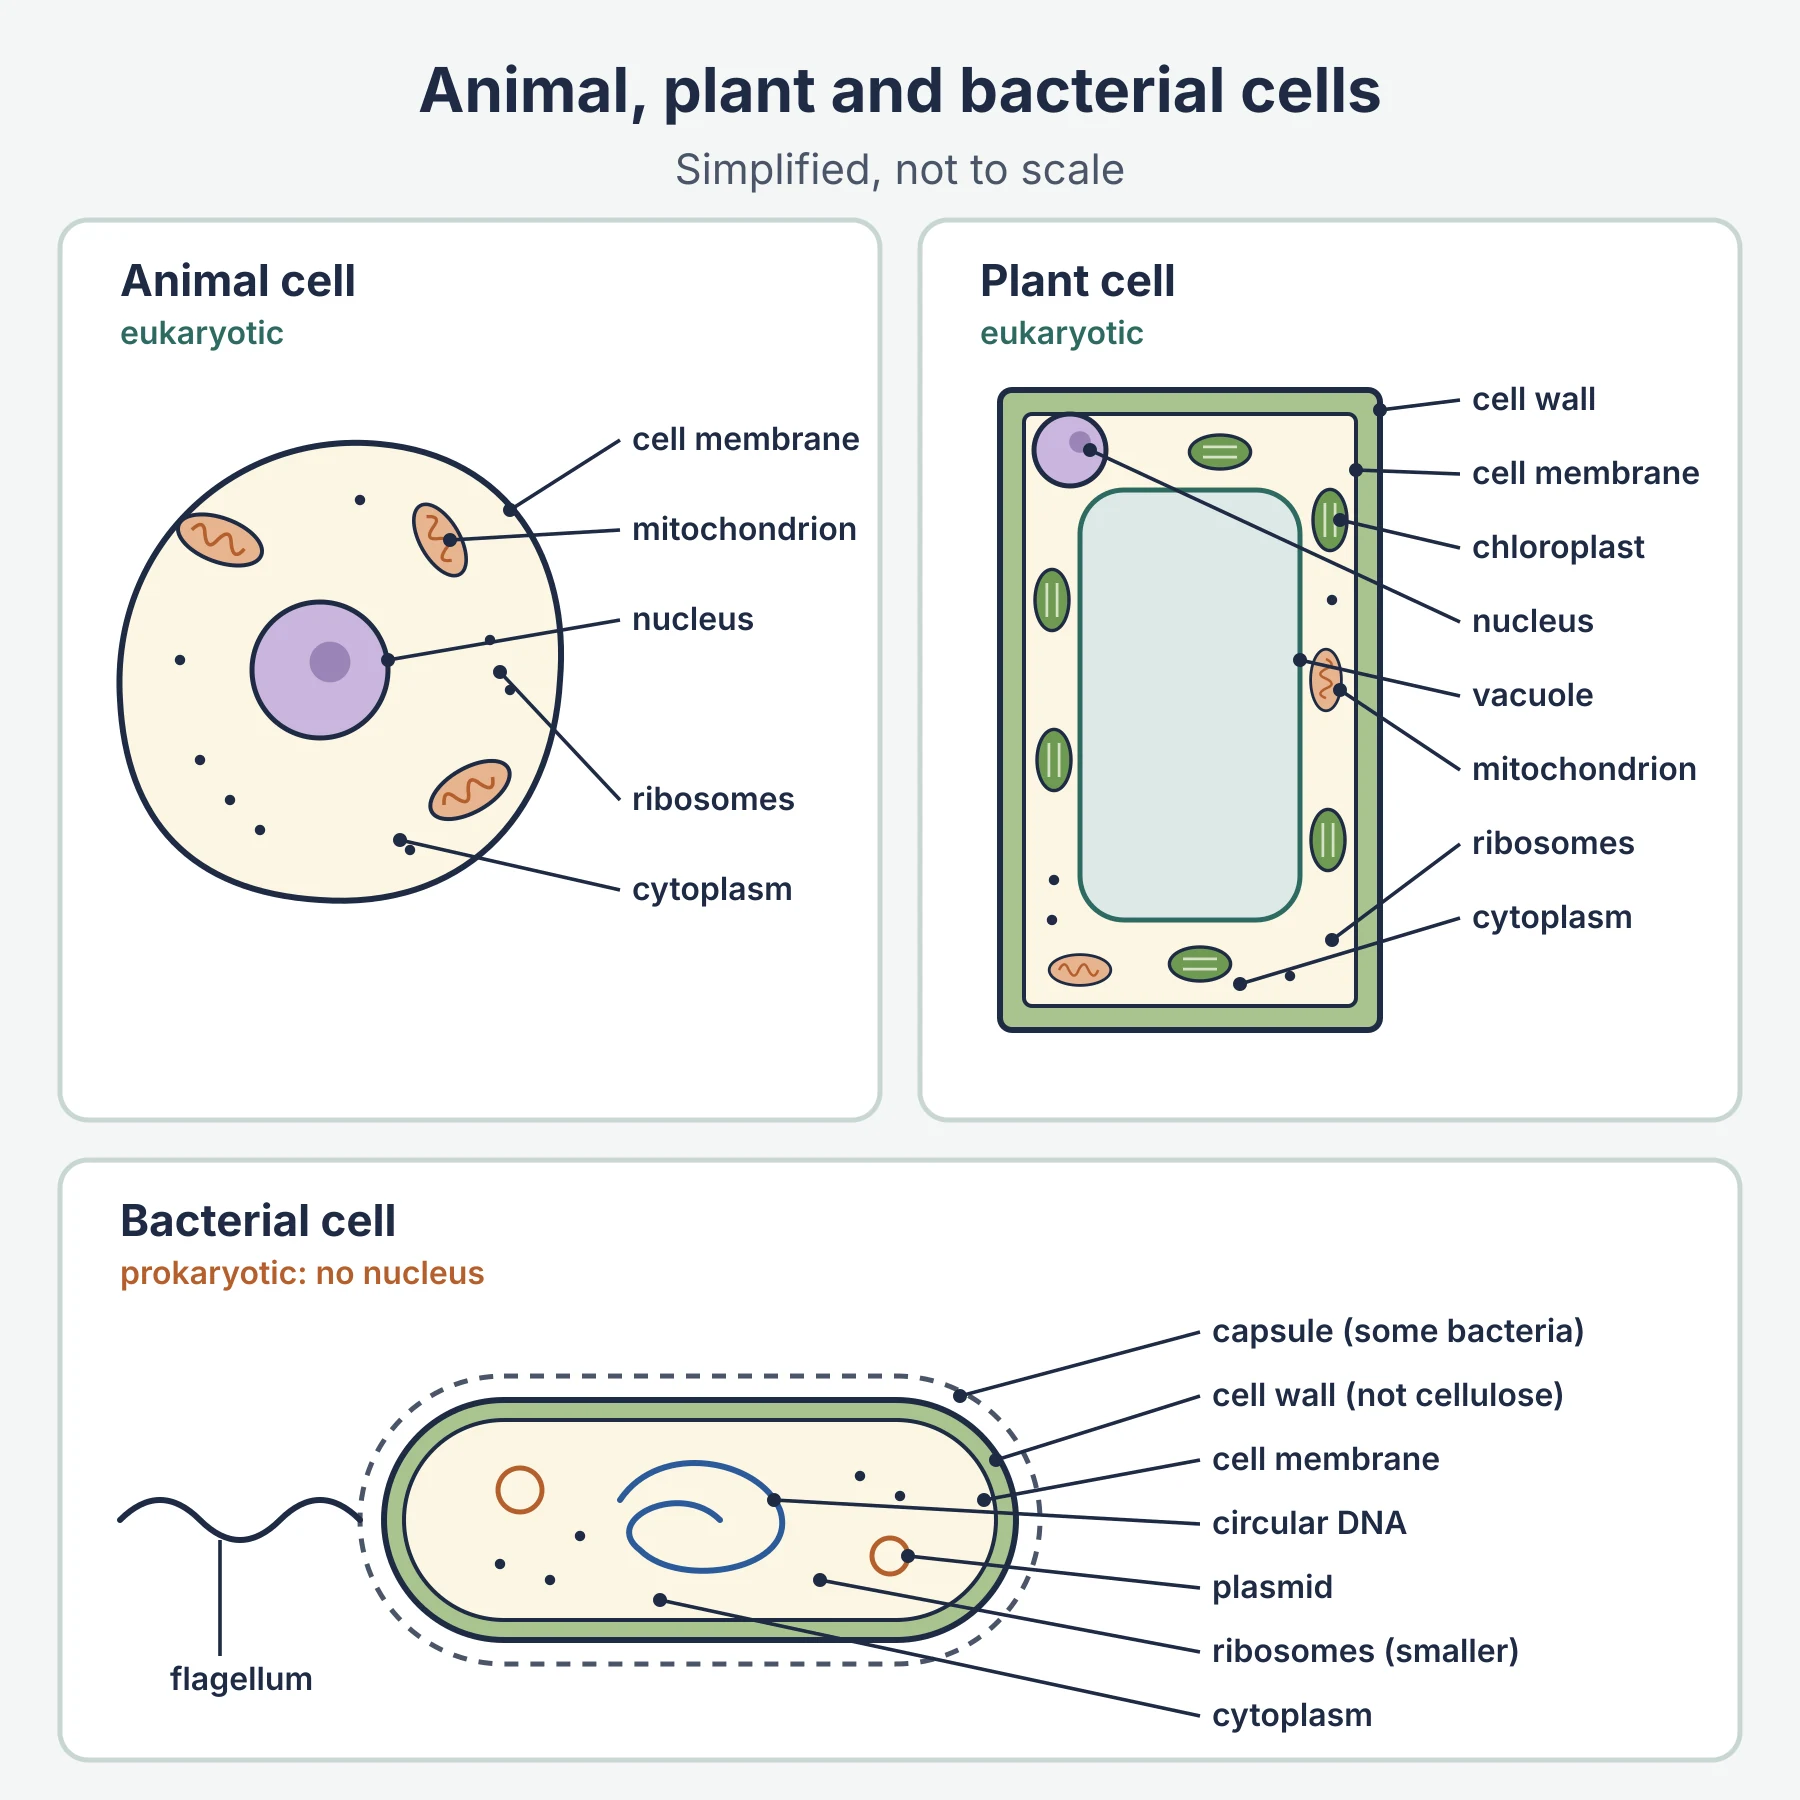 Animal, plant and bacterial cells
Simplified, not to scale
Animal cell
eukaryotic
cell membrane
mitochondrion
nucleus
ribosomes
cytoplasm
Plant cell
eukaryotic
cell wall
cell membrane
chloroplast
nucleus
vacuole
mitochondrion
ribosomes
cytoplasm
Bacterial cell
prokaryotic: no nucleus
capsule (some bacteria)
cell wall (not cellulose)
cell membrane
circular DNA
plasmid
ribosomes (smaller)
cytoplasm
flagellum